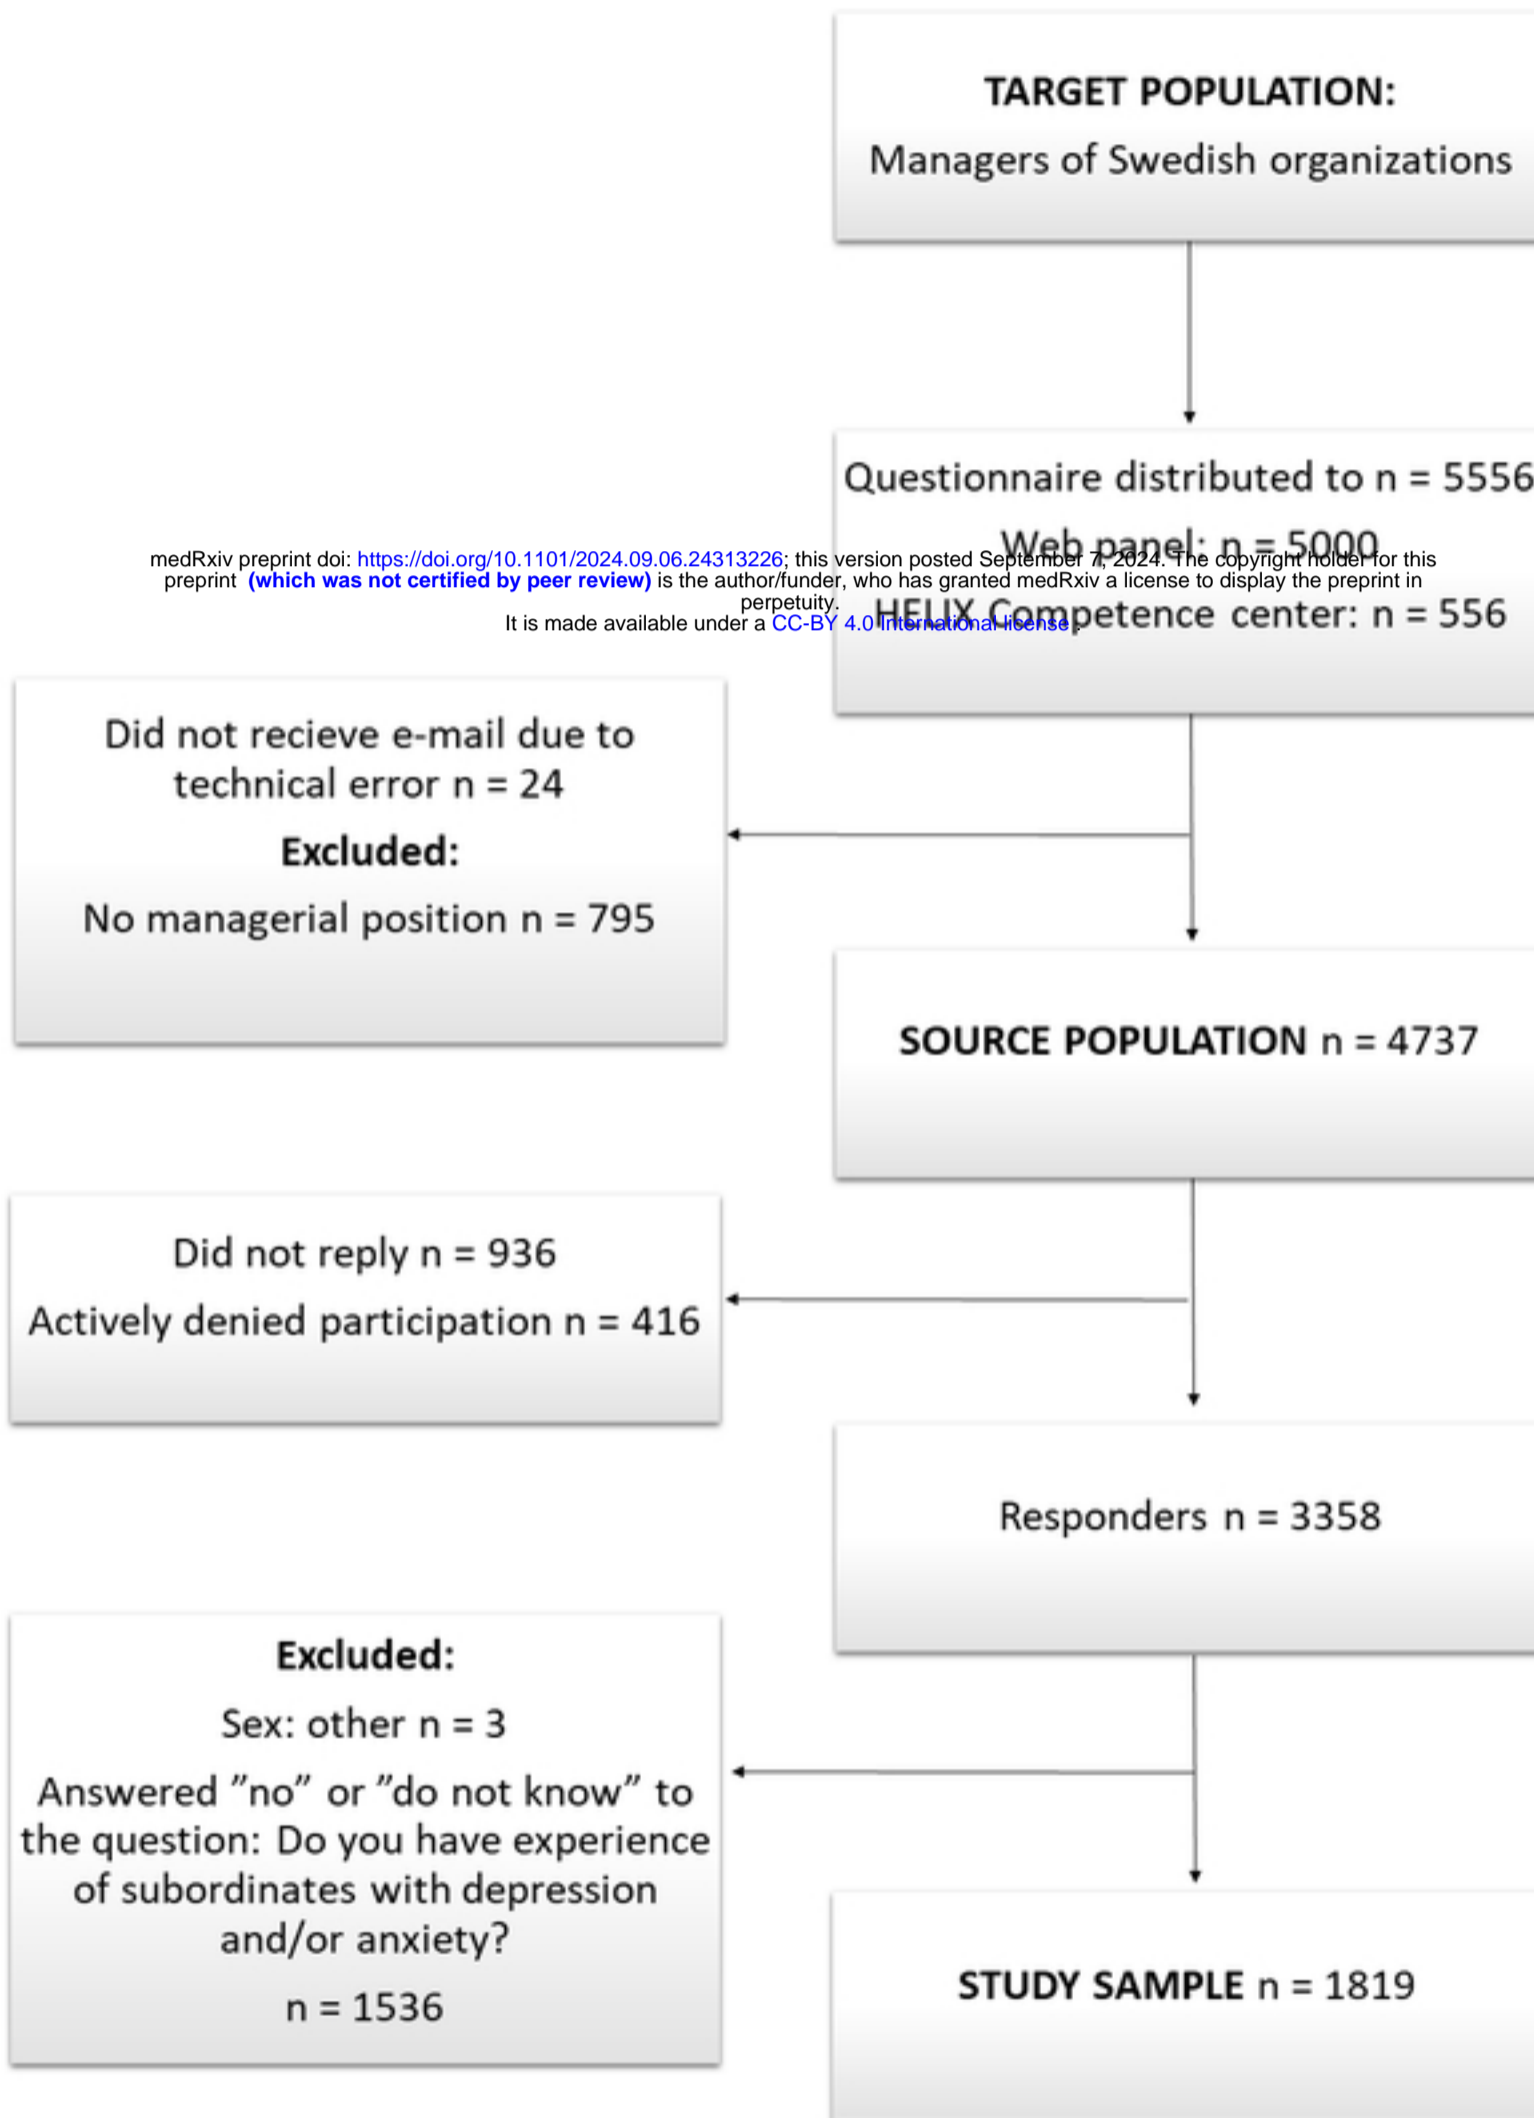 TARGET POPULATION:
Managers of Swedish organizations
Questionnaire distributed to n = 5556
Web panel: n = 5000
HELIX Competence center: n = 556
medRxiv preprint doi: https://doi.org/10.1101/2024.09.06.24313226; this version posted September 7, 2024. The copyright holder for this
preprint (which was not certified by peer review) is the author/funder, who has granted medRxiv a license to display the preprint in
perpetuity.
It is made available under a CC-BY 4.0 International license .
Did not recieve e-mail due to
technical error n = 24
Excluded:
No managerial position n = 795
SOURCE POPULATION n = 4737
Did not reply n = 936
Actively denied participation n = 416
Responders n = 3358
Excluded:
Sex: other n = 3
Answered ”no” or ”do not know” to
the question: Do you have experience
of subordinates with depression
and/or anxiety?
n = 1536
STUDY SAMPLE n = 1819